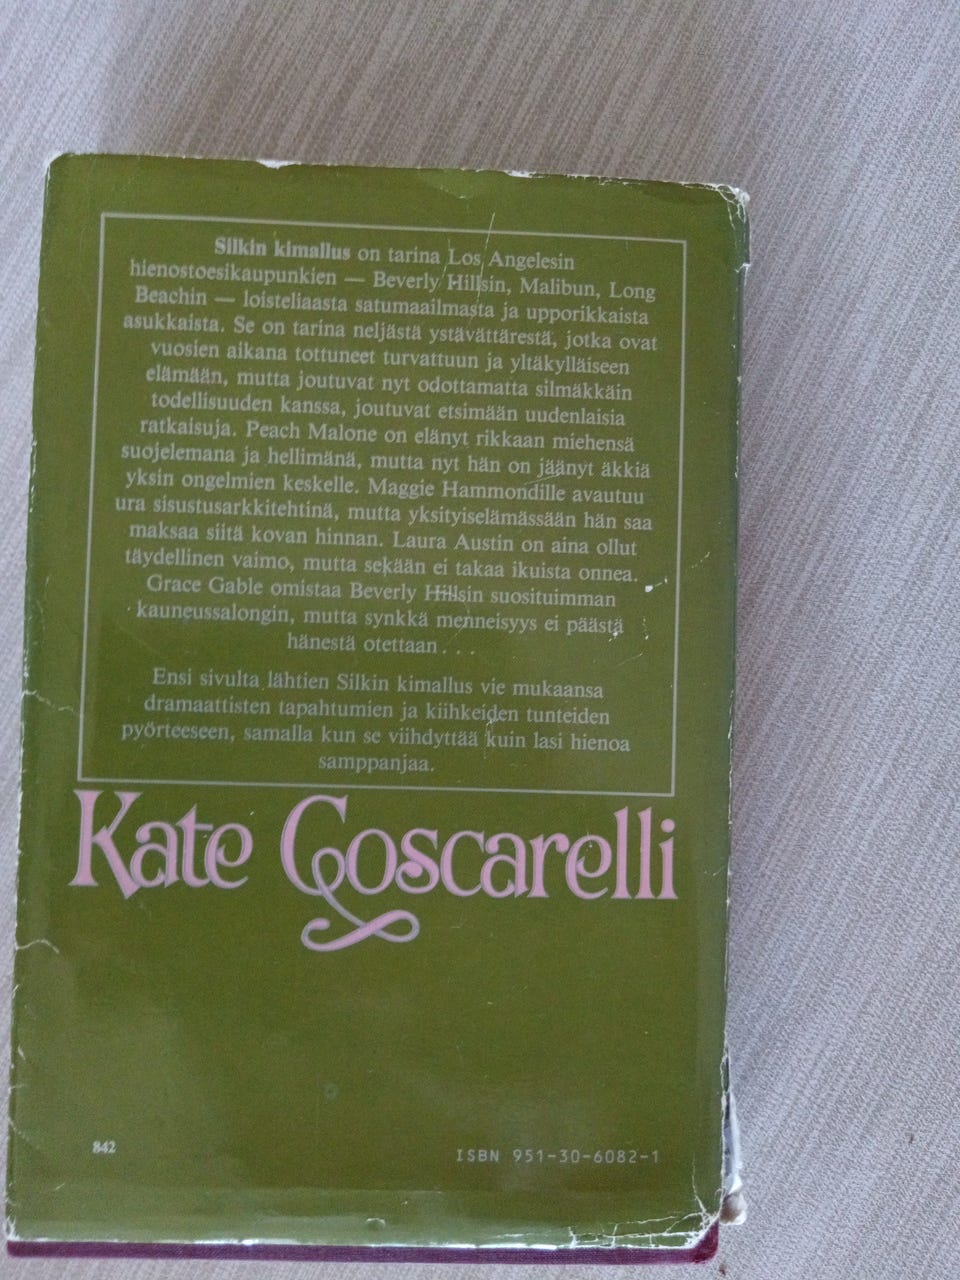 Silkin kimallus on tarina Los Angelesin
hienostoesikaupunkien — Beverly Hillsin, Malibun, Long
Beachin — loisteliaasta satumaailmasta ja upporikkaista
asukkaista. Se on tarina neljästä ystävättärestä, jotka ovat
vuosien aikana tottuneet turvattuun ja yltäkylläiseen
elämään, mutta joutuvat nyt odottamatta silmäkkäin
todellisuuden kanssa, joutuvat etsimään uudenlaisia
ratkaisuja. Peach Malone on elänyt rikkaan miehensä
suojelemana ja hellimänä, mutta nyt hän on jäänyt äkkiä
yksin ongelmien keskelle. Maggie Hammondille avautuu
ura sisustusarkkitehtinä, mutta yksityiselämässään hän saa
maksaa siitä kovan hinnan. Laura Austin on aina ollut
täydellinen vaimo, mutta sekään ei takaa ikuista onnea.
Grace Gable omistaa Beverly Hillsin suosituimman
kauneussalongin, mutta synkkä menneisyys ei päästä
hänestä otettaan . . .
Ensi sivulta lähtien Silkin kimallus vie mukaansa
dramaattisten tapahtumien ja kiihkeiden tunteiden
pyörteeseen, samalla kun se viihdyttää kuin lasi hienoa
samppanjaa.
Kate Coscarelli
842
ISBN 951-30-6082-1